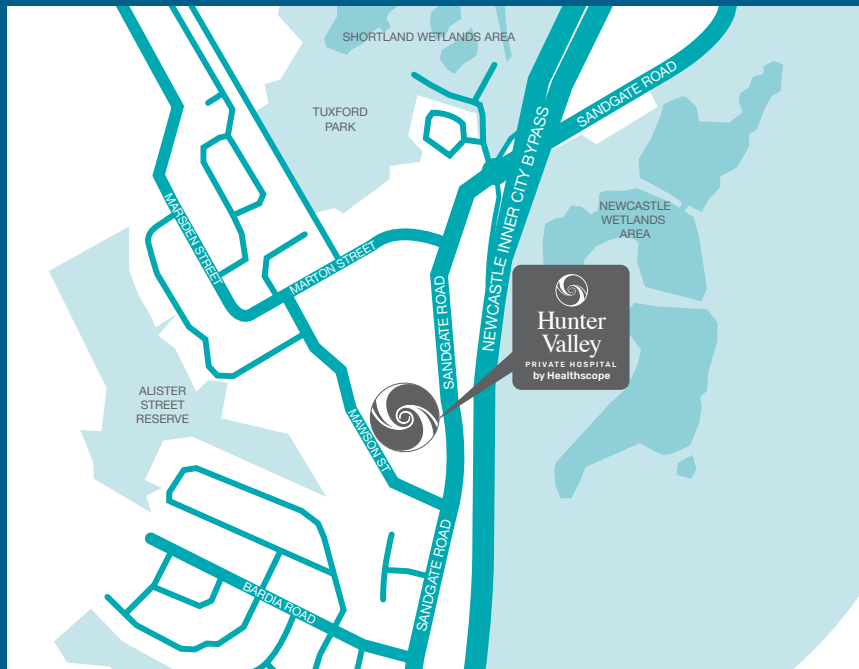 SHORTLAND WETLANDS AREA
SANDGATE ROAD
TUXFORD
PARK
NEWCASTLE INNER CITY BYPASS
MARSDEN STREET
NEWCASTLE
WETLANDS
AREA
MARTON STREET
SANDGATE ROAD
Hunter
Valley
PRIVATE HOSPITAL
by Healthscope
ALISTER
STREET
RESERVE
MAWSON ST
SANDGATE ROAD
BARDIA ROAD